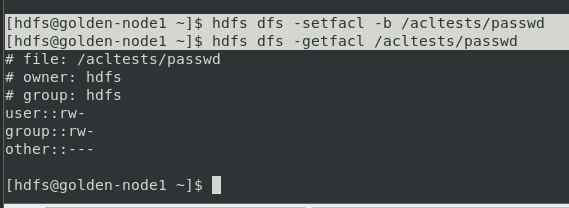 [hdfs@golden-node1 ~]$ hdfs dfs -setfacl -b /acltests/passwd
[hdfs@golden-node1 ~]$ hdfs dfs -getfacl /acltests/passwd
# file: /acltests/passwd
# owner: hdfs
# group: hdfs
user::rw-
group::rw-
other::---
[hdfs@golden-node1 ~]$